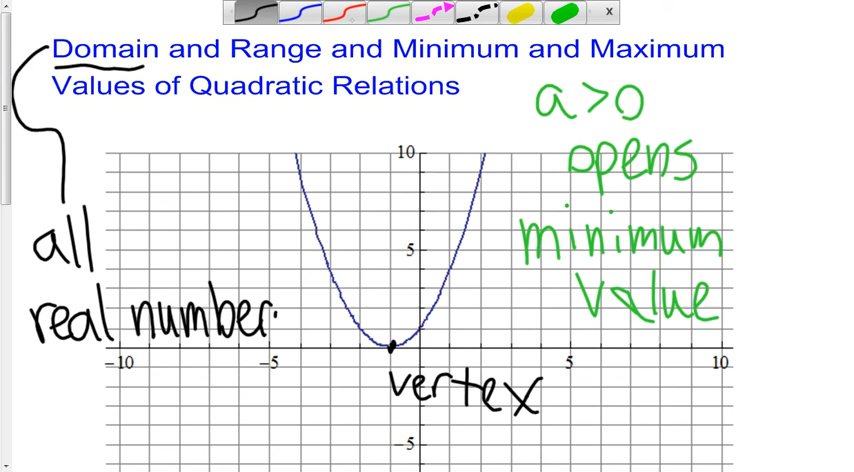 x
Domain and Range and Minimum and Maximum
Values of Quadratic Relations
a>0
opens
minimum
value
all
real number.
10
5
-10
-5
5
10
vertex
-5